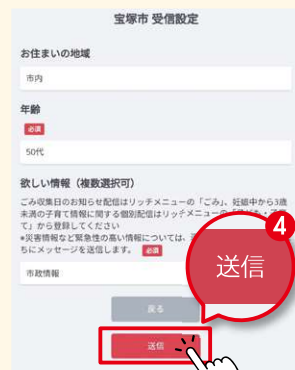 宝塚市 受信設定
お住まいの地域
市内
年齢
必須
50代
欲しい情報（複数選択可）
ごみ収集日のお知らせ配信はリッチメニューの「ごみ」、妊娠中から3歳
未満の子育て情報に関する個別配信はリッチメニューの
て」から登録してください
*災害情報など緊急性の高い情報については、
ちにメッセージを送信します。 必須
市政情報
戻る
送信
4
送信